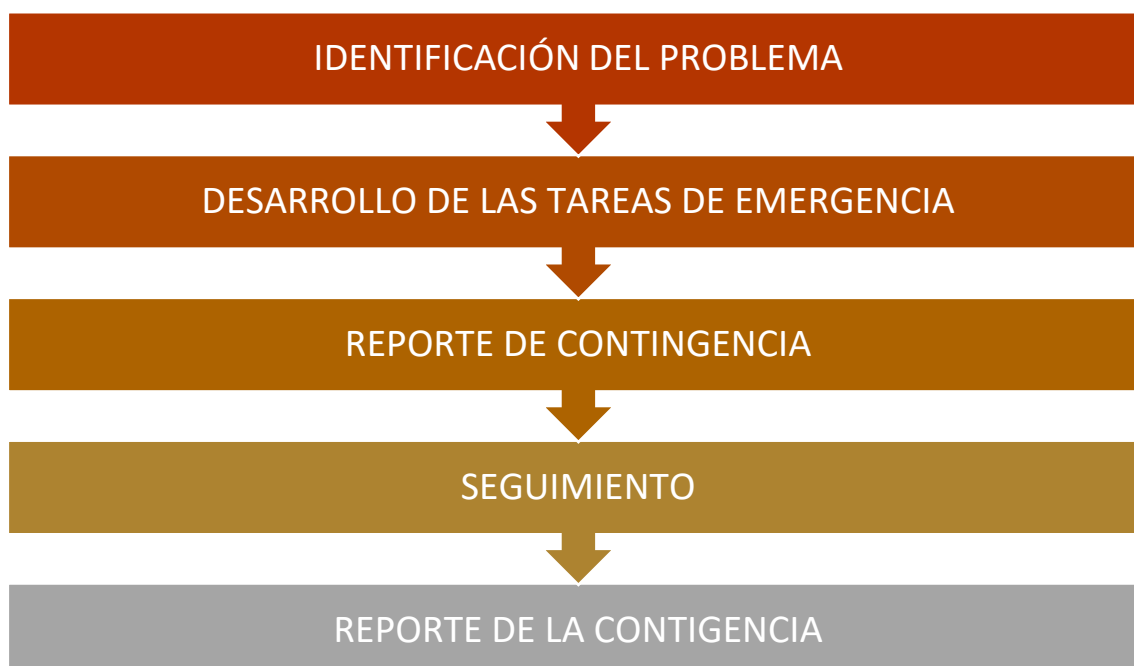 IDENTIFICACIÓN DEL PROBLEMA
DESARROLLO DE LAS TAREAS DE EMERGENCIA
REPORTE DE CONTINGENCIA
SEGUIMIENTO
REPORTE DE LA CONTIGENCIA